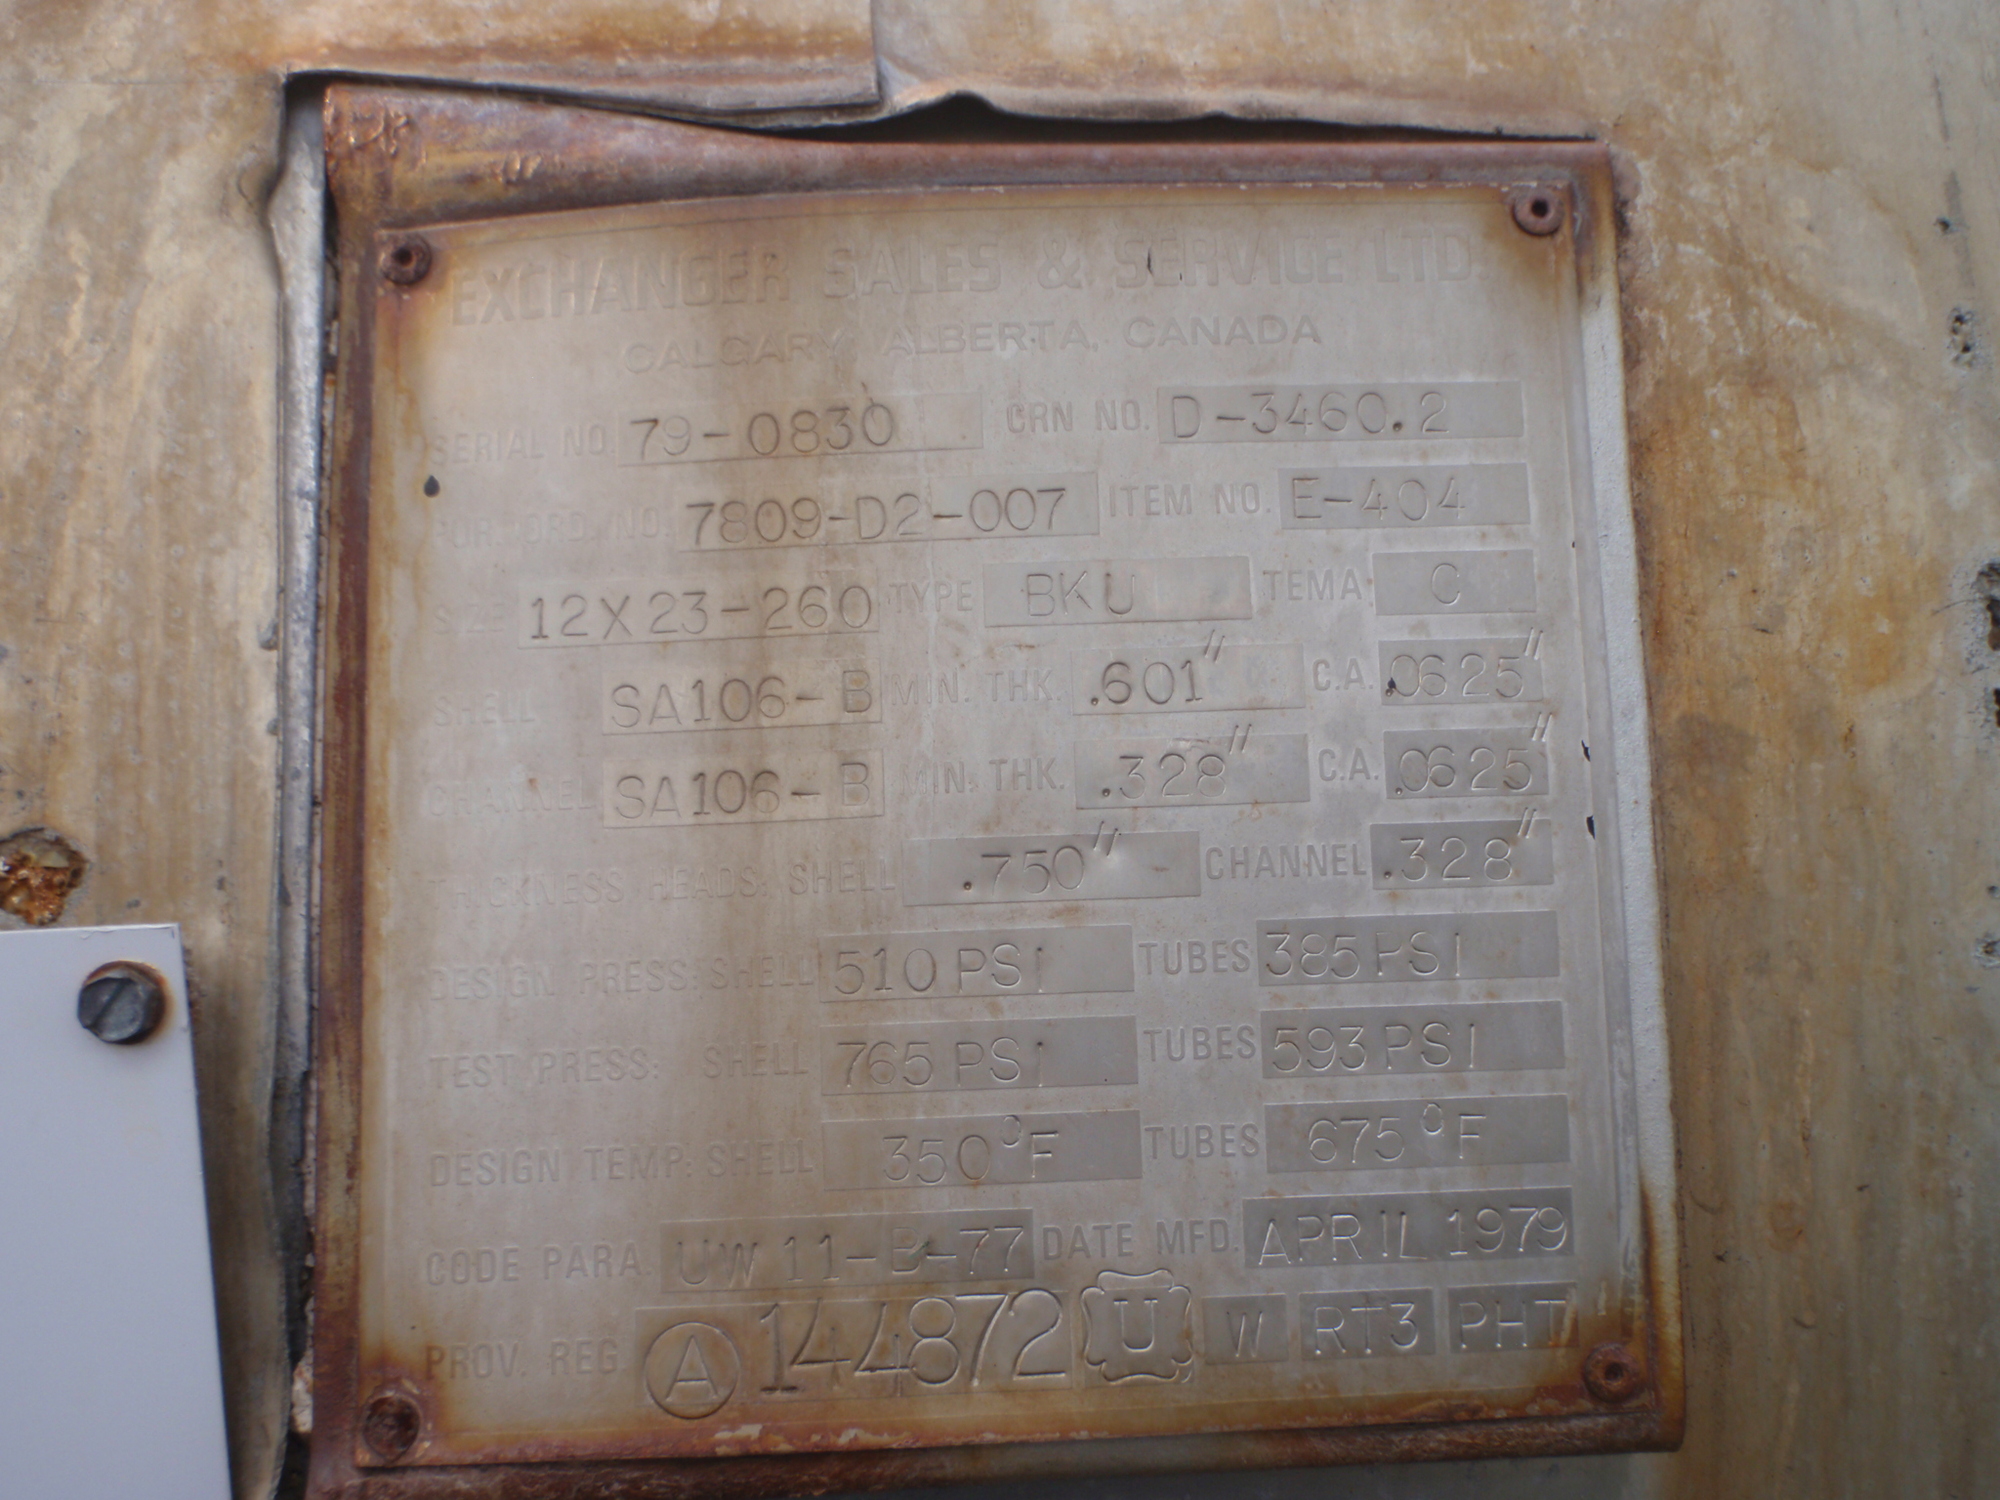 EXCHANGER SALES & SERVICE LTD.
CALGARY, ALBERTA, CANADA
SERIAL NO. 79-0830 CRN NO. D-3460.2
PUR. ORD. NO. 7809-D2-007 ITEM NO. E-404
SIZE 12X23-260 TYPE BKU TEMA C
SHELL SA106-B MIN. THK. .601" C.A. .0625"
CHANNEL SA106-B MIN. THK. .328" C.A. .0625"
THICKNESS HEADS: SHELL .750" CHANNEL .328"
DESIGN PRESS: SHELL 510 PSI TUBES 385 PSI
TEST PRESS: SHELL 765 PSI TUBES 593 PSI
DESIGN TEMP: SHELL 350°F TUBES 675°F
CODE PARA. UW 11-B-77 DATE MFD. APRIL 1979
PROV. REG. A 144872 U W RT3 PHT